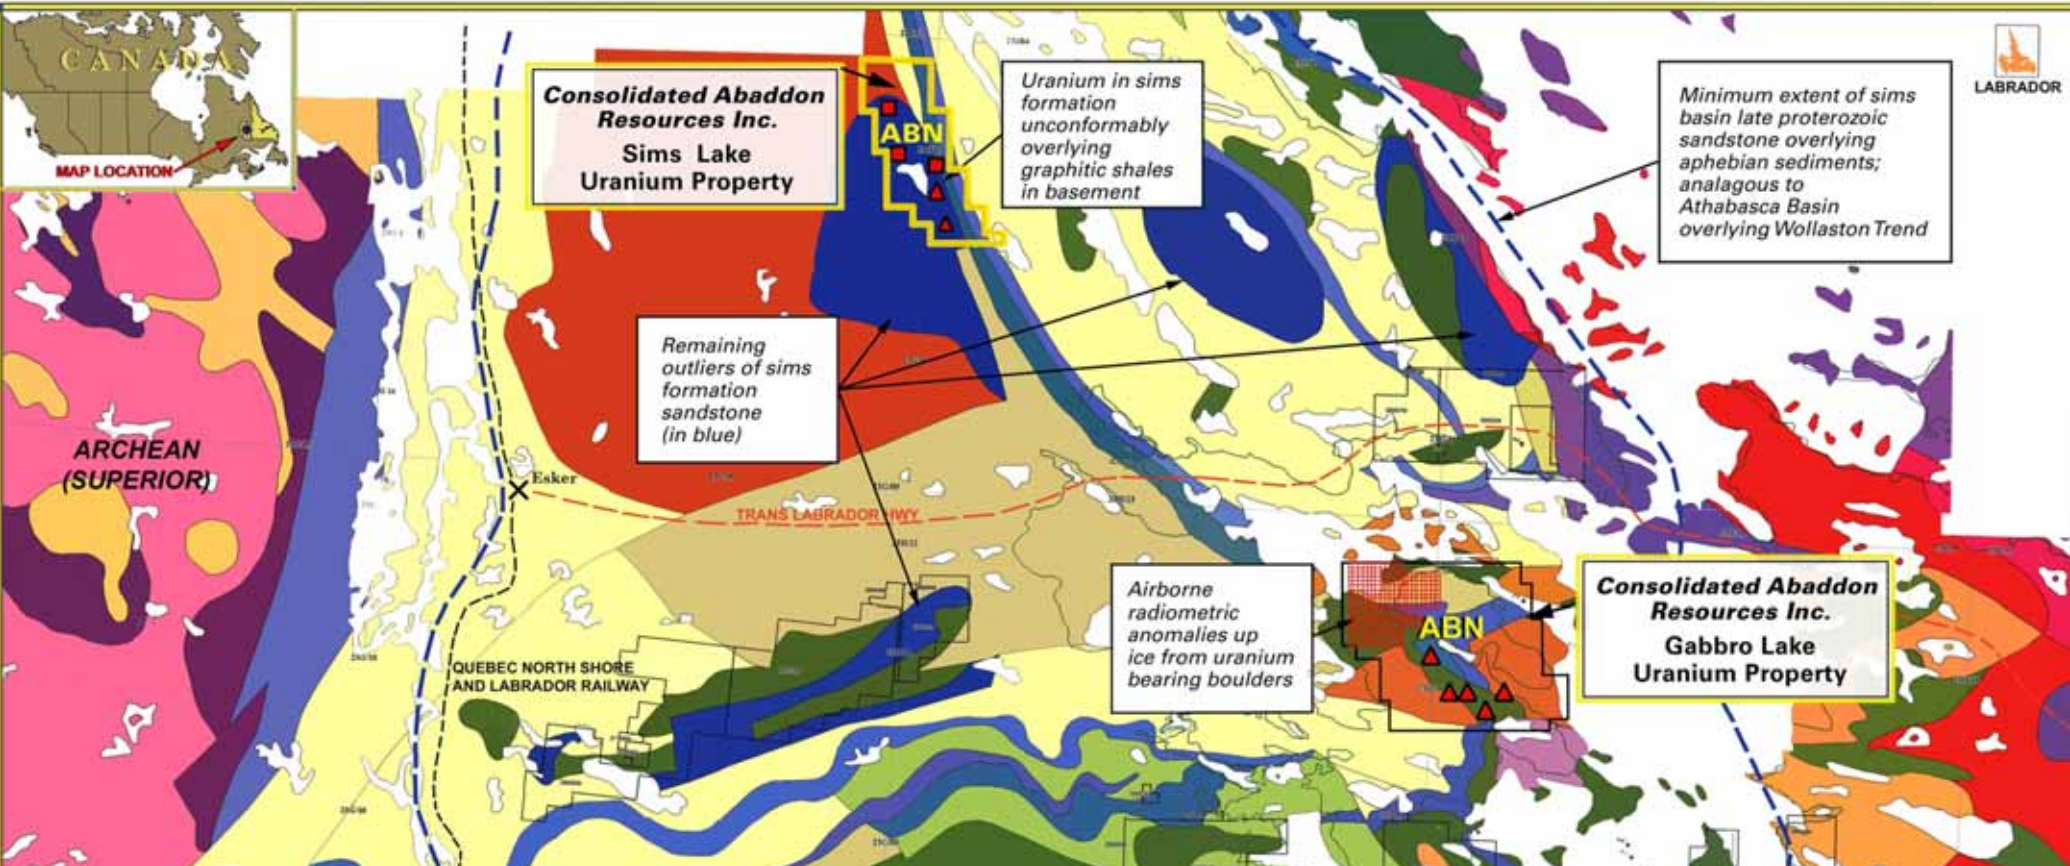 CANADA
MAP LOCATION
Consolidated Abaddon
Resources Inc.
Sims Lake
Uranium Property
ABN
Uranium in sims
formation
unconformably
overlying
graphitic shales
in basement
Minimum extent of sims
basin late proterozoic
sandstone overlying
aphebian sediments;
analagous to
Athabasca Basin
overlying Wollaston Trend
LABRADOR
Remaining
outliers of sims
formation
sandstone
(in blue)
ARCHEAN
(SUPERIOR)
Esker
TRANS LABRADOR HWY
Airborne
radiometric
anomalies up
ice from uranium
bearing boulders
ABN
Consolidated Abaddon
Resources Inc.
Gabbro Lake
Uranium Property
QUEBEC NORTH SHORE
AND LABRADOR RAILWAY